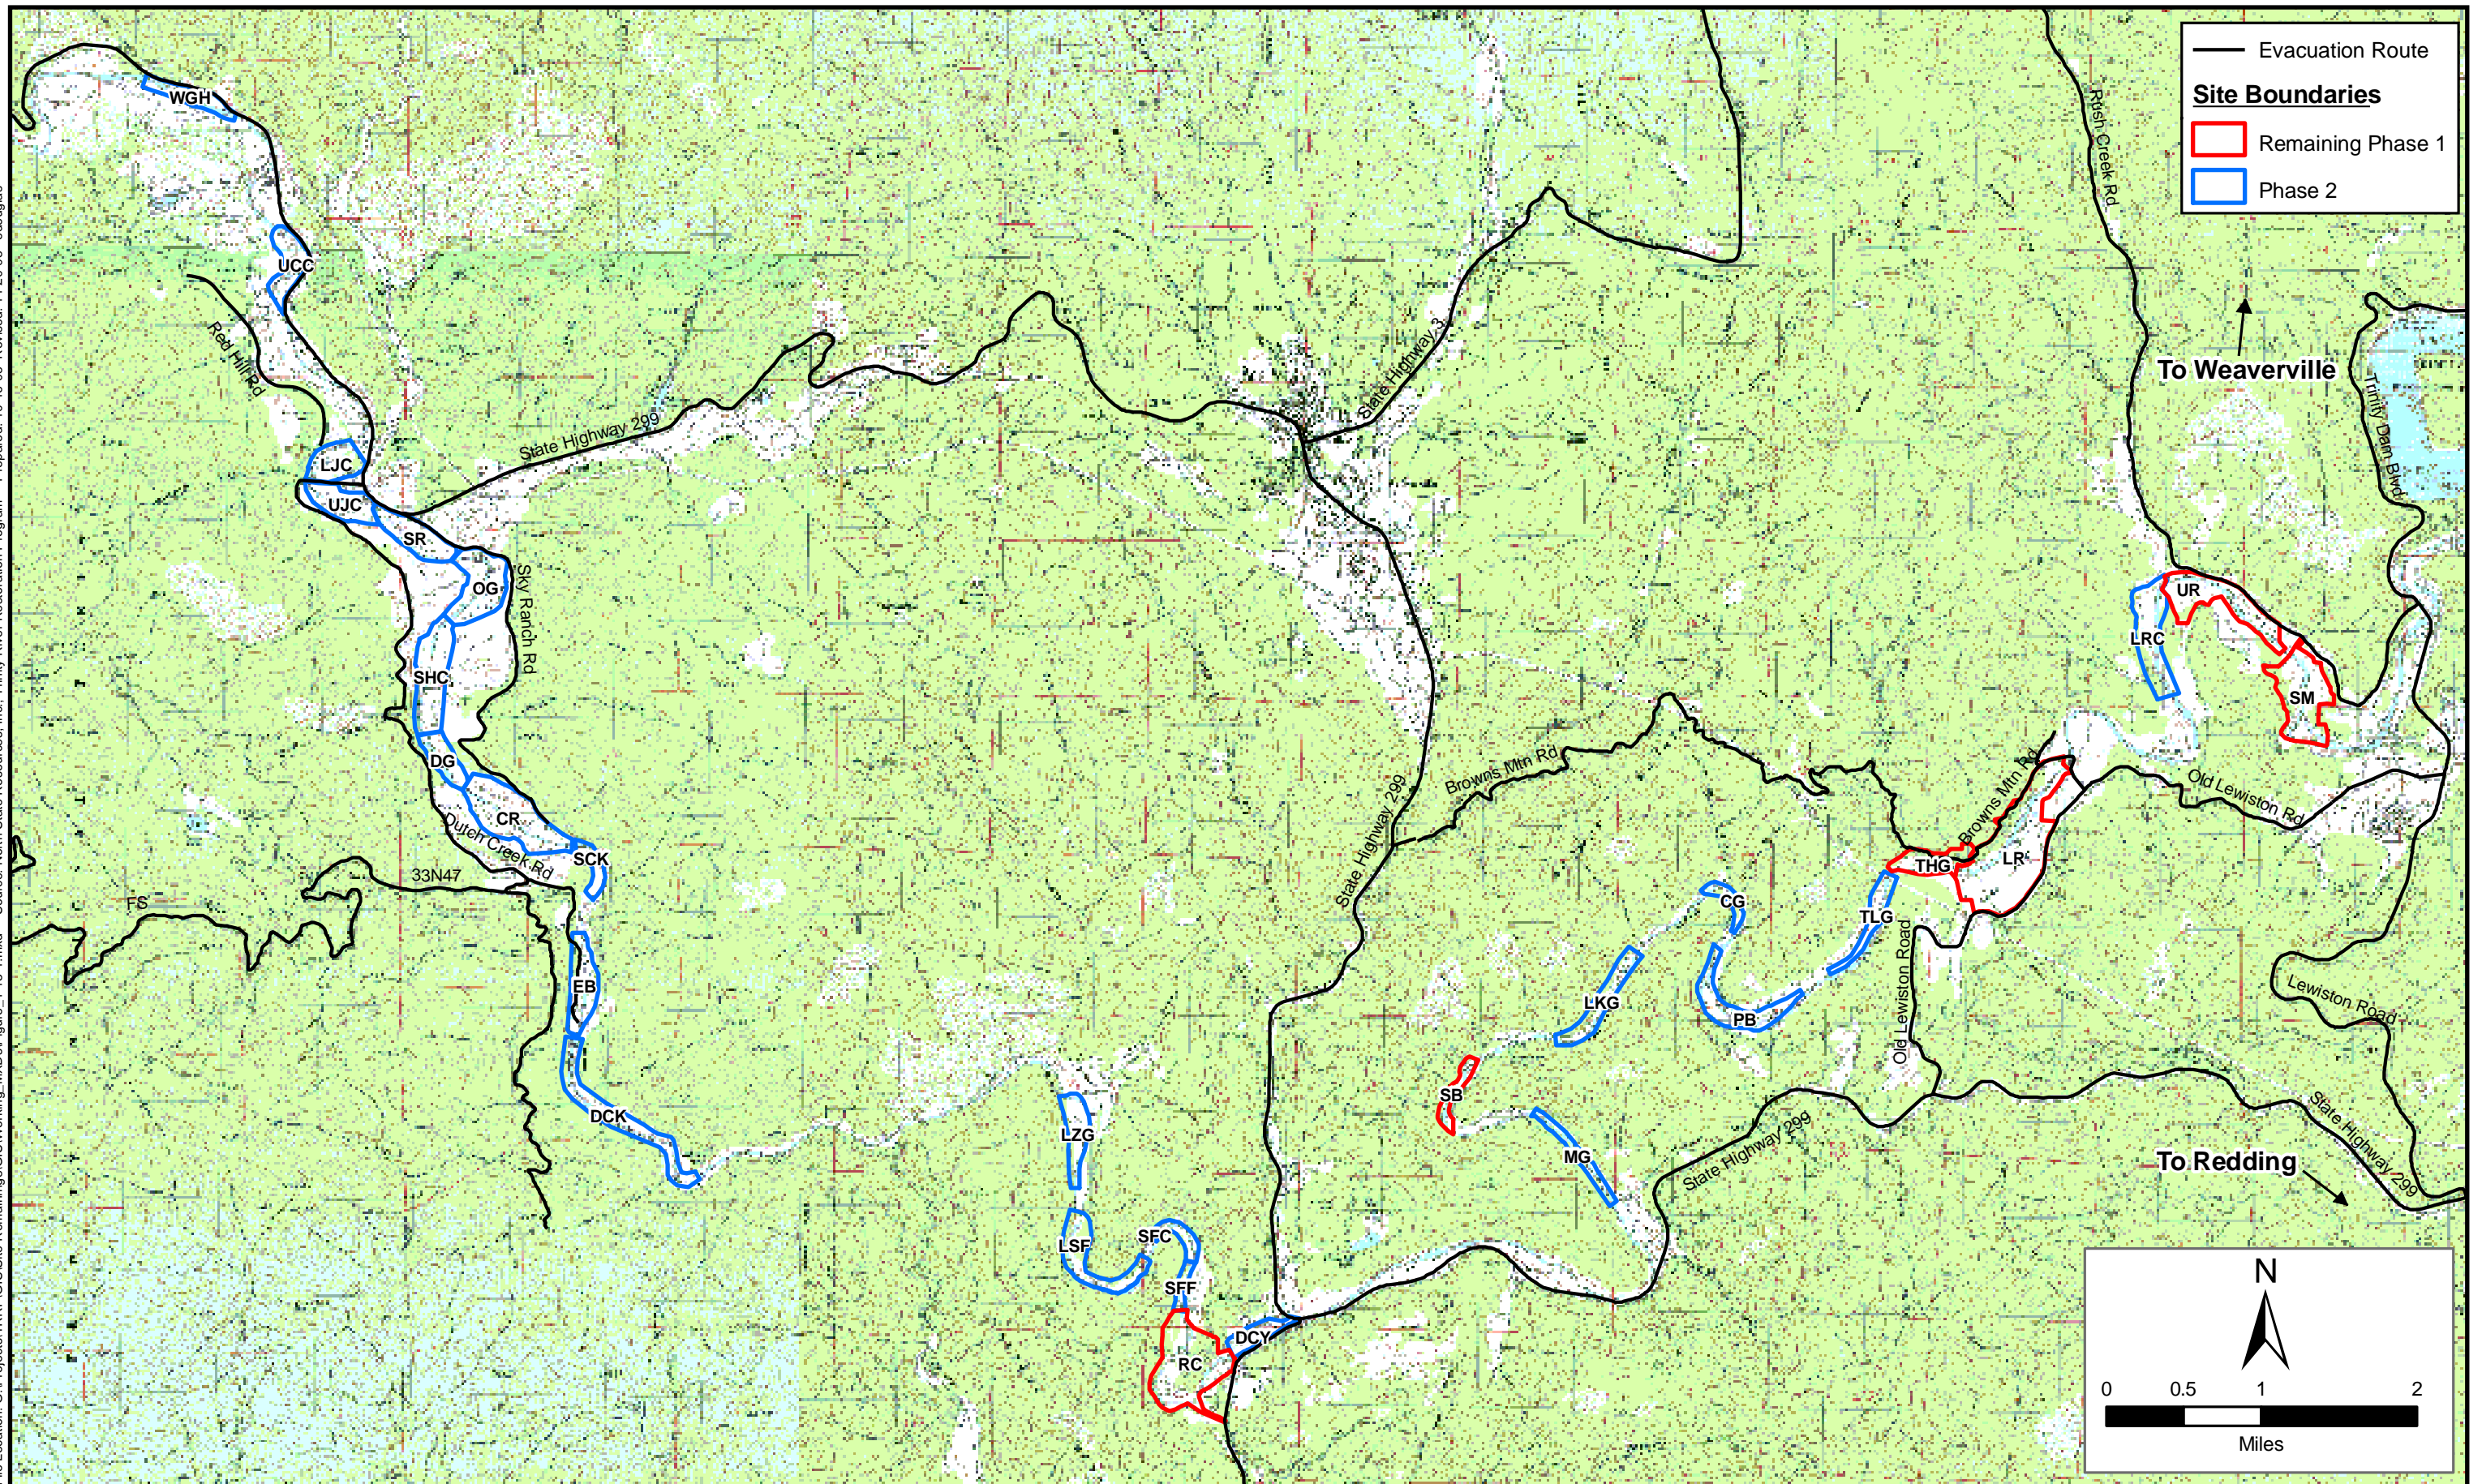 Evacuation Route
Site Boundaries
Remaining Phase 1
Phase 2
WGH
Rush Creek Rd
UCC
Red Hill Rd
State Highway 3
To Weaverville
Trinity Dam Blvd
State Highway 299
LJC
UJC
SR
OG
Sky Ranch Rd
UR
LRC
SHC
SM
DG
Browns Mtn Rd
Browns Mtn Rd
Old Lewiston Rd
State Highway 299
CR
Dutch Creek Rd
SCK
THG
LR
33N47
FS
CG
TLG
Old Lewiston Road
EB
LKG
PB
Lewiston Road
SB
DCK
LZG
MG
State Highway 299
State Highway 299
To Redding
LSF
SFC
SFF
DCY
RC
N
0 0.5 1 2
Miles